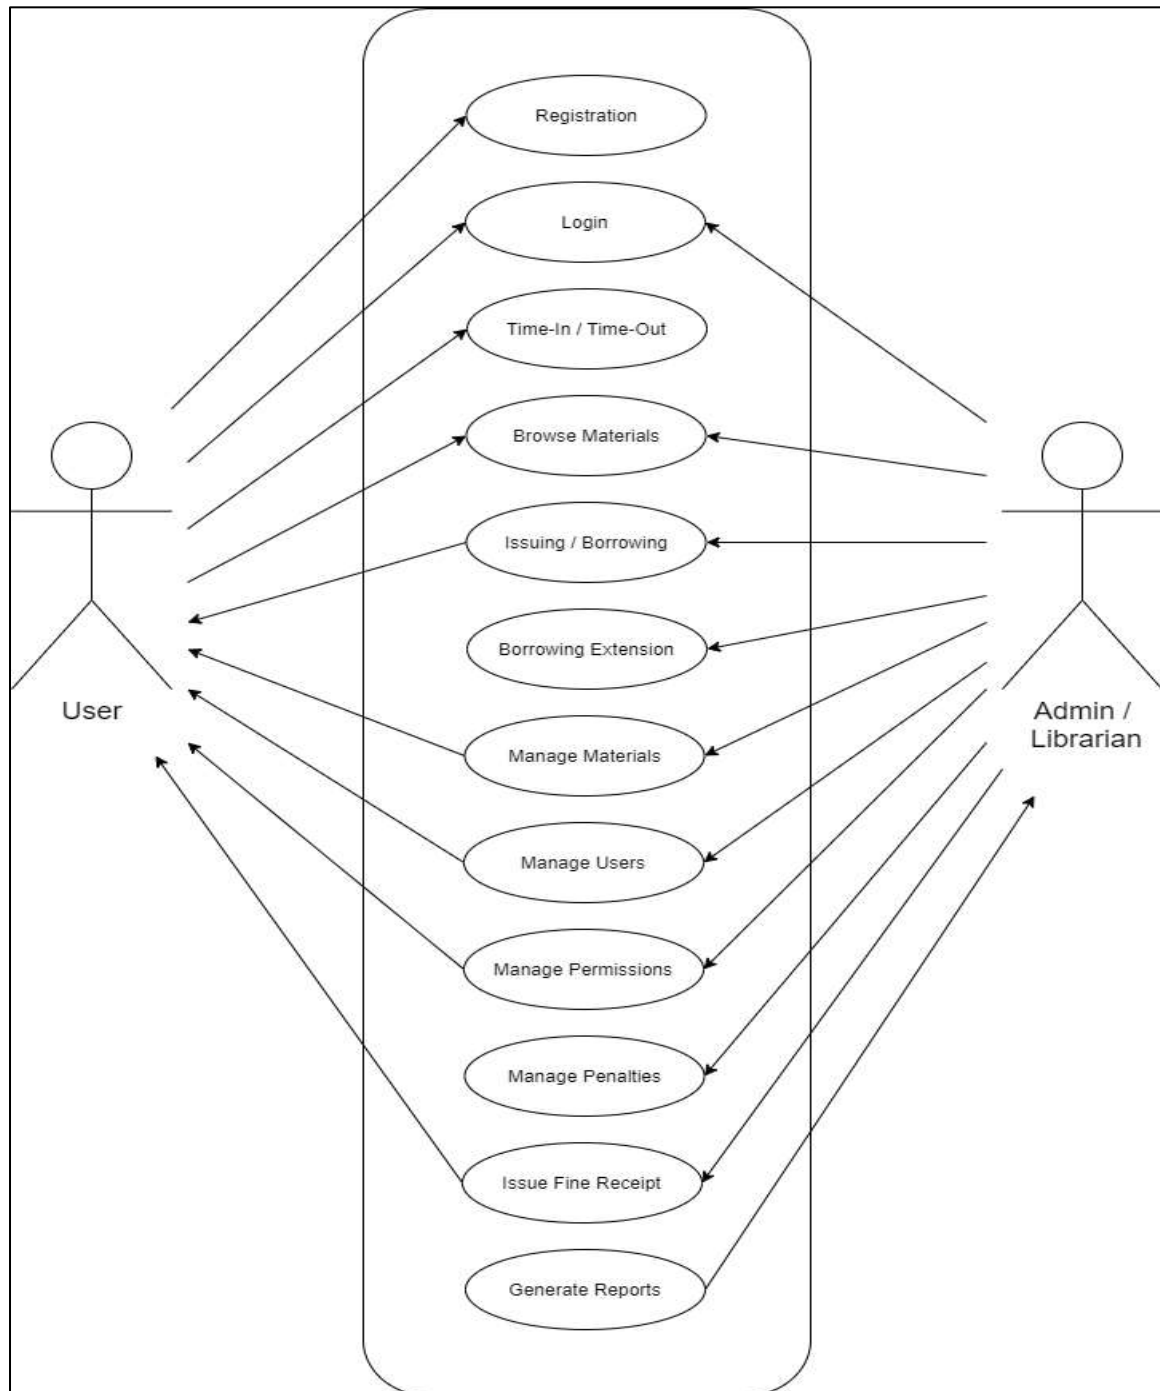 Registration
Login
Time-In / Time-Out
Browse Materials
Issuing / Borrowing
Borrowing Extension
User
Admin /
Librarian
Manage Materials
Manage Users
Manage Permissions
Manage Penalties
Issue Fine Receipt
Generate Reports